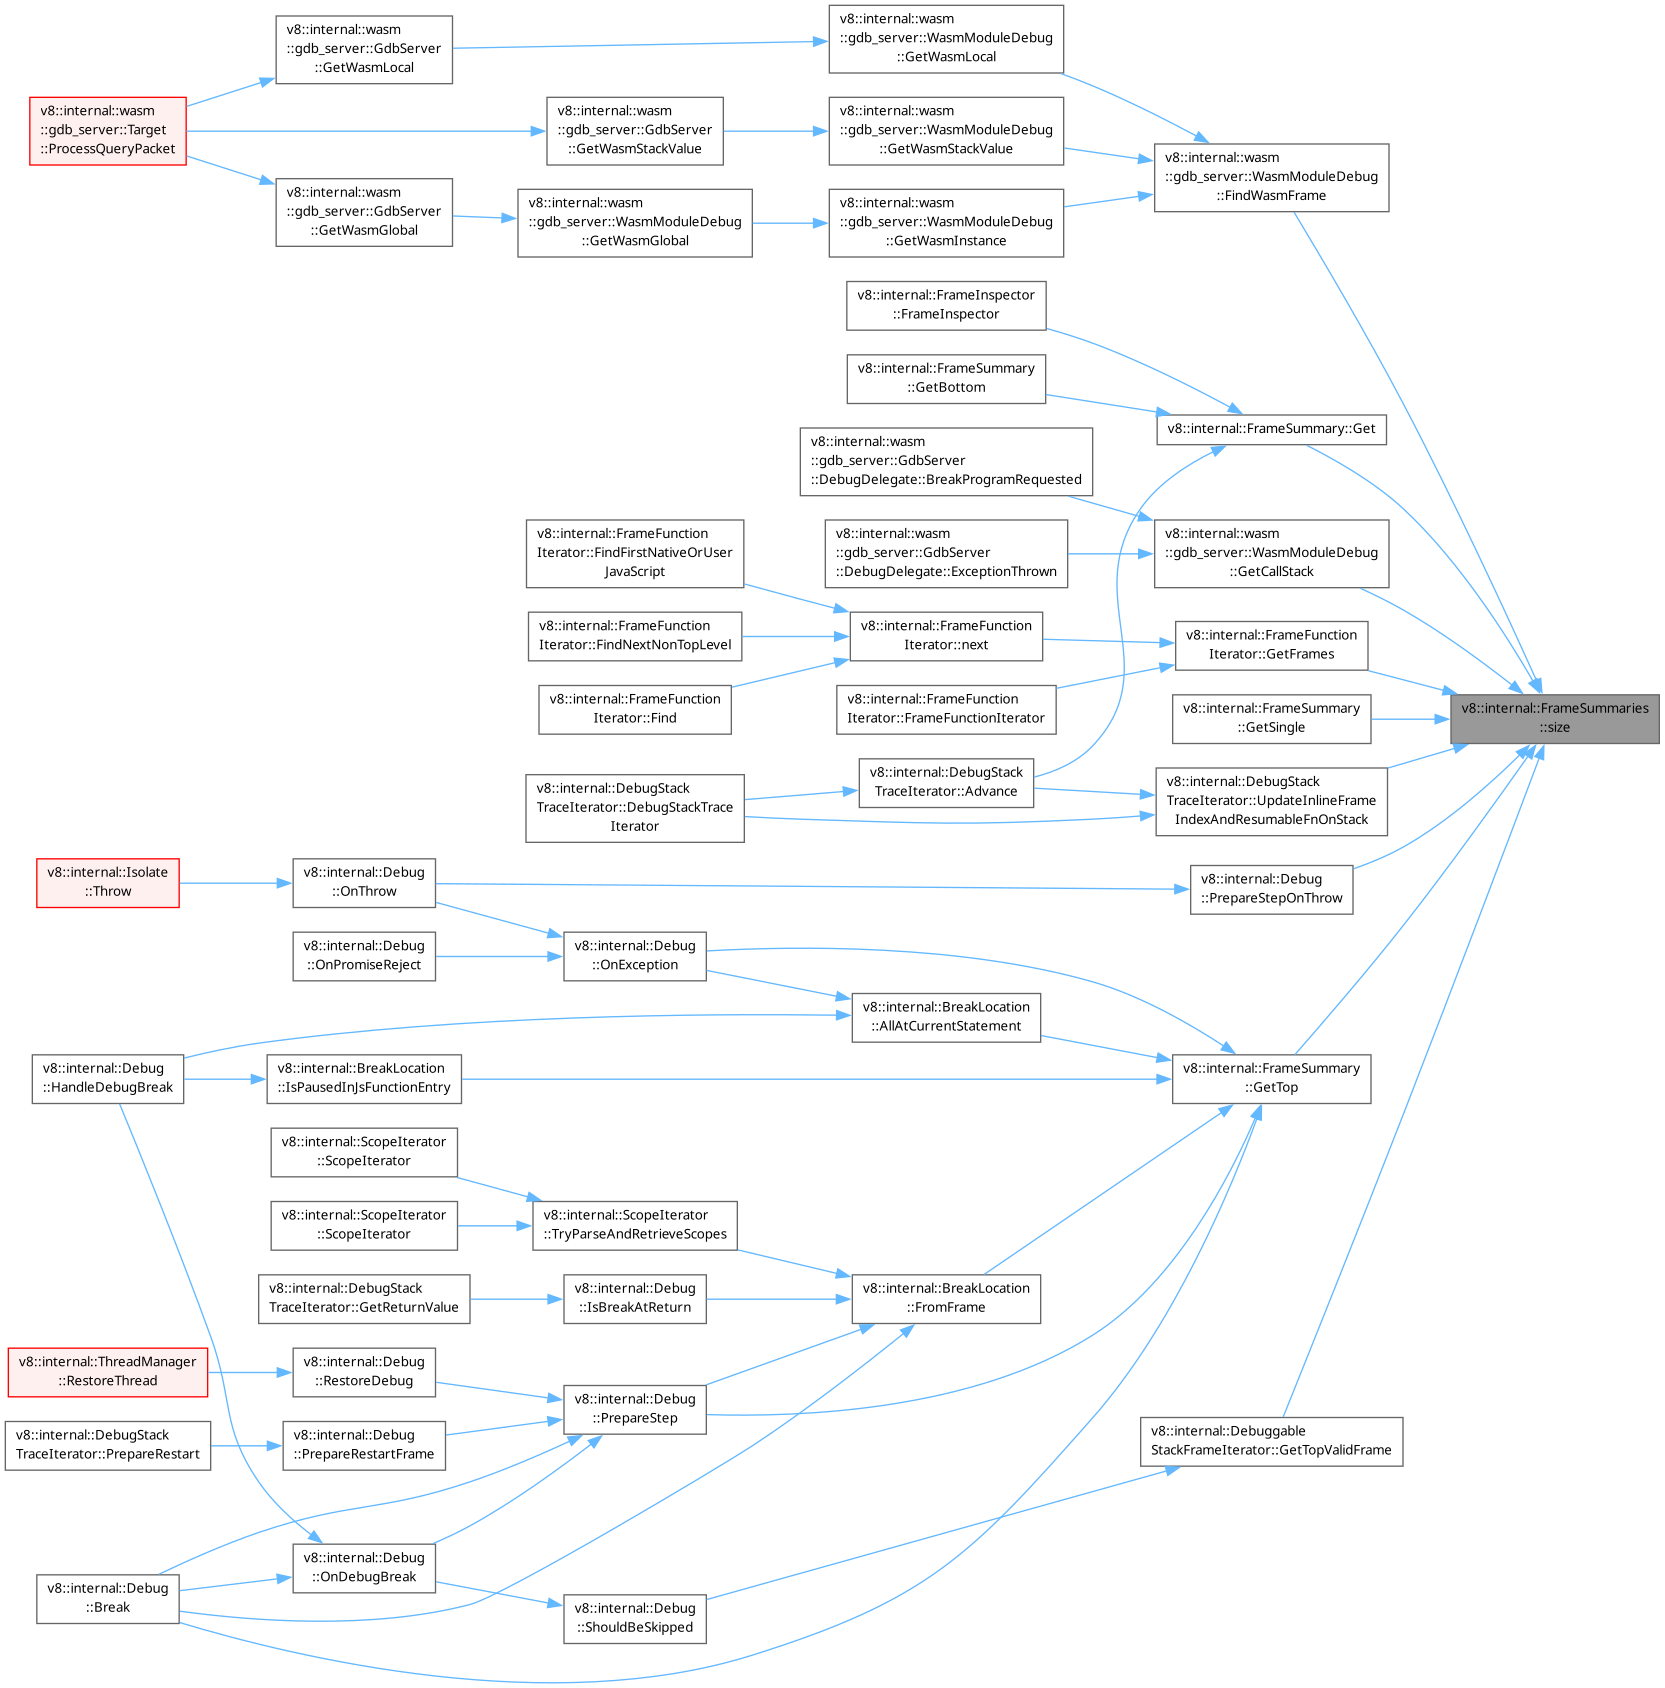 v8::internal::wasm
::gdb_server::GdbServer
::GetWasmLocal
v8::internal::wasm
::gdb_server::WasmModuleDebug
::GetWasmLocal
v8::internal::wasm
::gdb_server::Target
::ProcessQueryPacket
v8::internal::wasm
::gdb_server::GdbServer
::GetWasmStackValue
v8::internal::wasm
::gdb_server::WasmModuleDebug
::GetWasmStackValue
v8::internal::wasm
::gdb_server::WasmModuleDebug
::FindWasmFrame
v8::internal::wasm
::gdb_server::GdbServer
::GetWasmGlobal
v8::internal::wasm
::gdb_server::WasmModuleDebug
::GetWasmGlobal
v8::internal::wasm
::gdb_server::WasmModuleDebug
::GetWasmInstance
v8::internal::FrameInspector
::FrameInspector
v8::internal::FrameSummary
::GetBottom
v8::internal::FrameSummary::Get
v8::internal::wasm
::gdb_server::GdbServer
::DebugDelegate::BreakProgramRequested
v8::internal::FrameFunction
Iterator::FindFirstNativeOrUser
JavaScript
v8::internal::wasm
::gdb_server::GdbServer
::DebugDelegate::ExceptionThrown
v8::internal::wasm
::gdb_server::WasmModuleDebug
::GetCallStack
v8::internal::FrameFunction
Iterator::FindNextNonTopLevel
v8::internal::FrameFunction
Iterator::next
v8::internal::FrameFunction
Iterator::GetFrames
v8::internal::FrameFunction
Iterator::Find
v8::internal::FrameFunction
Iterator::FrameFunctionIterator
v8::internal::FrameSummary
::GetSingle
v8::internal::FrameSummaries
::size
v8::internal::DebugStack
TraceIterator::DebugStackTrace
Iterator
v8::internal::DebugStack
TraceIterator::Advance
v8::internal::DebugStack
TraceIterator::UpdateInlineFrame
IndexAndResumableFnOnStack
v8::internal::Isolate
::Throw
v8::internal::Debug
::OnThrow
v8::internal::Debug
::PrepareStepOnThrow
v8::internal::Debug
::OnPromiseReject
v8::internal::Debug
::OnException
v8::internal::BreakLocation
::AllAtCurrentStatement
v8::internal::Debug
::HandleDebugBreak
v8::internal::BreakLocation
::IsPausedInJsFunctionEntry
v8::internal::FrameSummary
::GetTop
v8::internal::ScopeIterator
::ScopeIterator
v8::internal::ScopeIterator
::ScopeIterator
v8::internal::ScopeIterator
::TryParseAndRetrieveScopes
v8::internal::DebugStack
TraceIterator::GetReturnValue
v8::internal::Debug
::IsBreakAtReturn
v8::internal::BreakLocation
::FromFrame
v8::internal::ThreadManager
::RestoreThread
v8::internal::Debug
::RestoreDebug
v8::internal::Debug
::PrepareStep
v8::internal::DebugStack
TraceIterator::PrepareRestart
v8::internal::Debug
::PrepareRestartFrame
v8::internal::Debuggable
StackFrameIterator::GetTopValidFrame
v8::internal::Debug
::OnDebugBreak
v8::internal::Debug
::Break
v8::internal::Debug
::ShouldBeSkipped